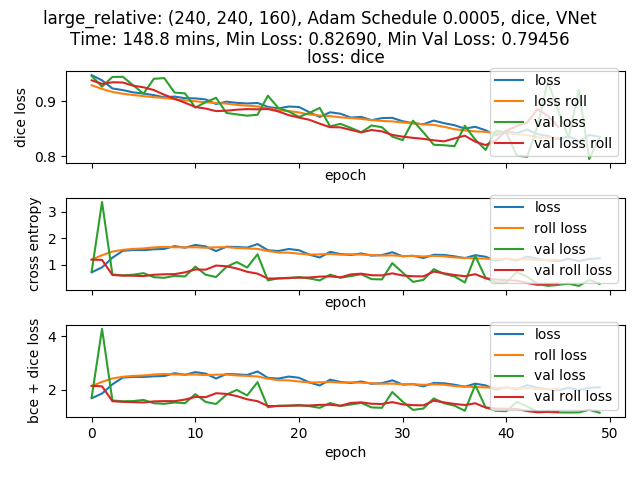 large_relative: (240, 240, 160), Adam Schedule 0.0005, dice, VNet
Time: 148.8 mins, Min Loss: 0.82690, Min Val Loss: 0.79456
loss: dice
dice loss
0.9
0.8
loss
loss roll
val loss
val loss roll
epoch
cross entropy
3
2
1
loss
roll loss
val loss
val roll loss
epoch
bce + dice loss
4
2
loss
roll loss
val loss
val roll loss
0 10 20 30 40 50
epoch